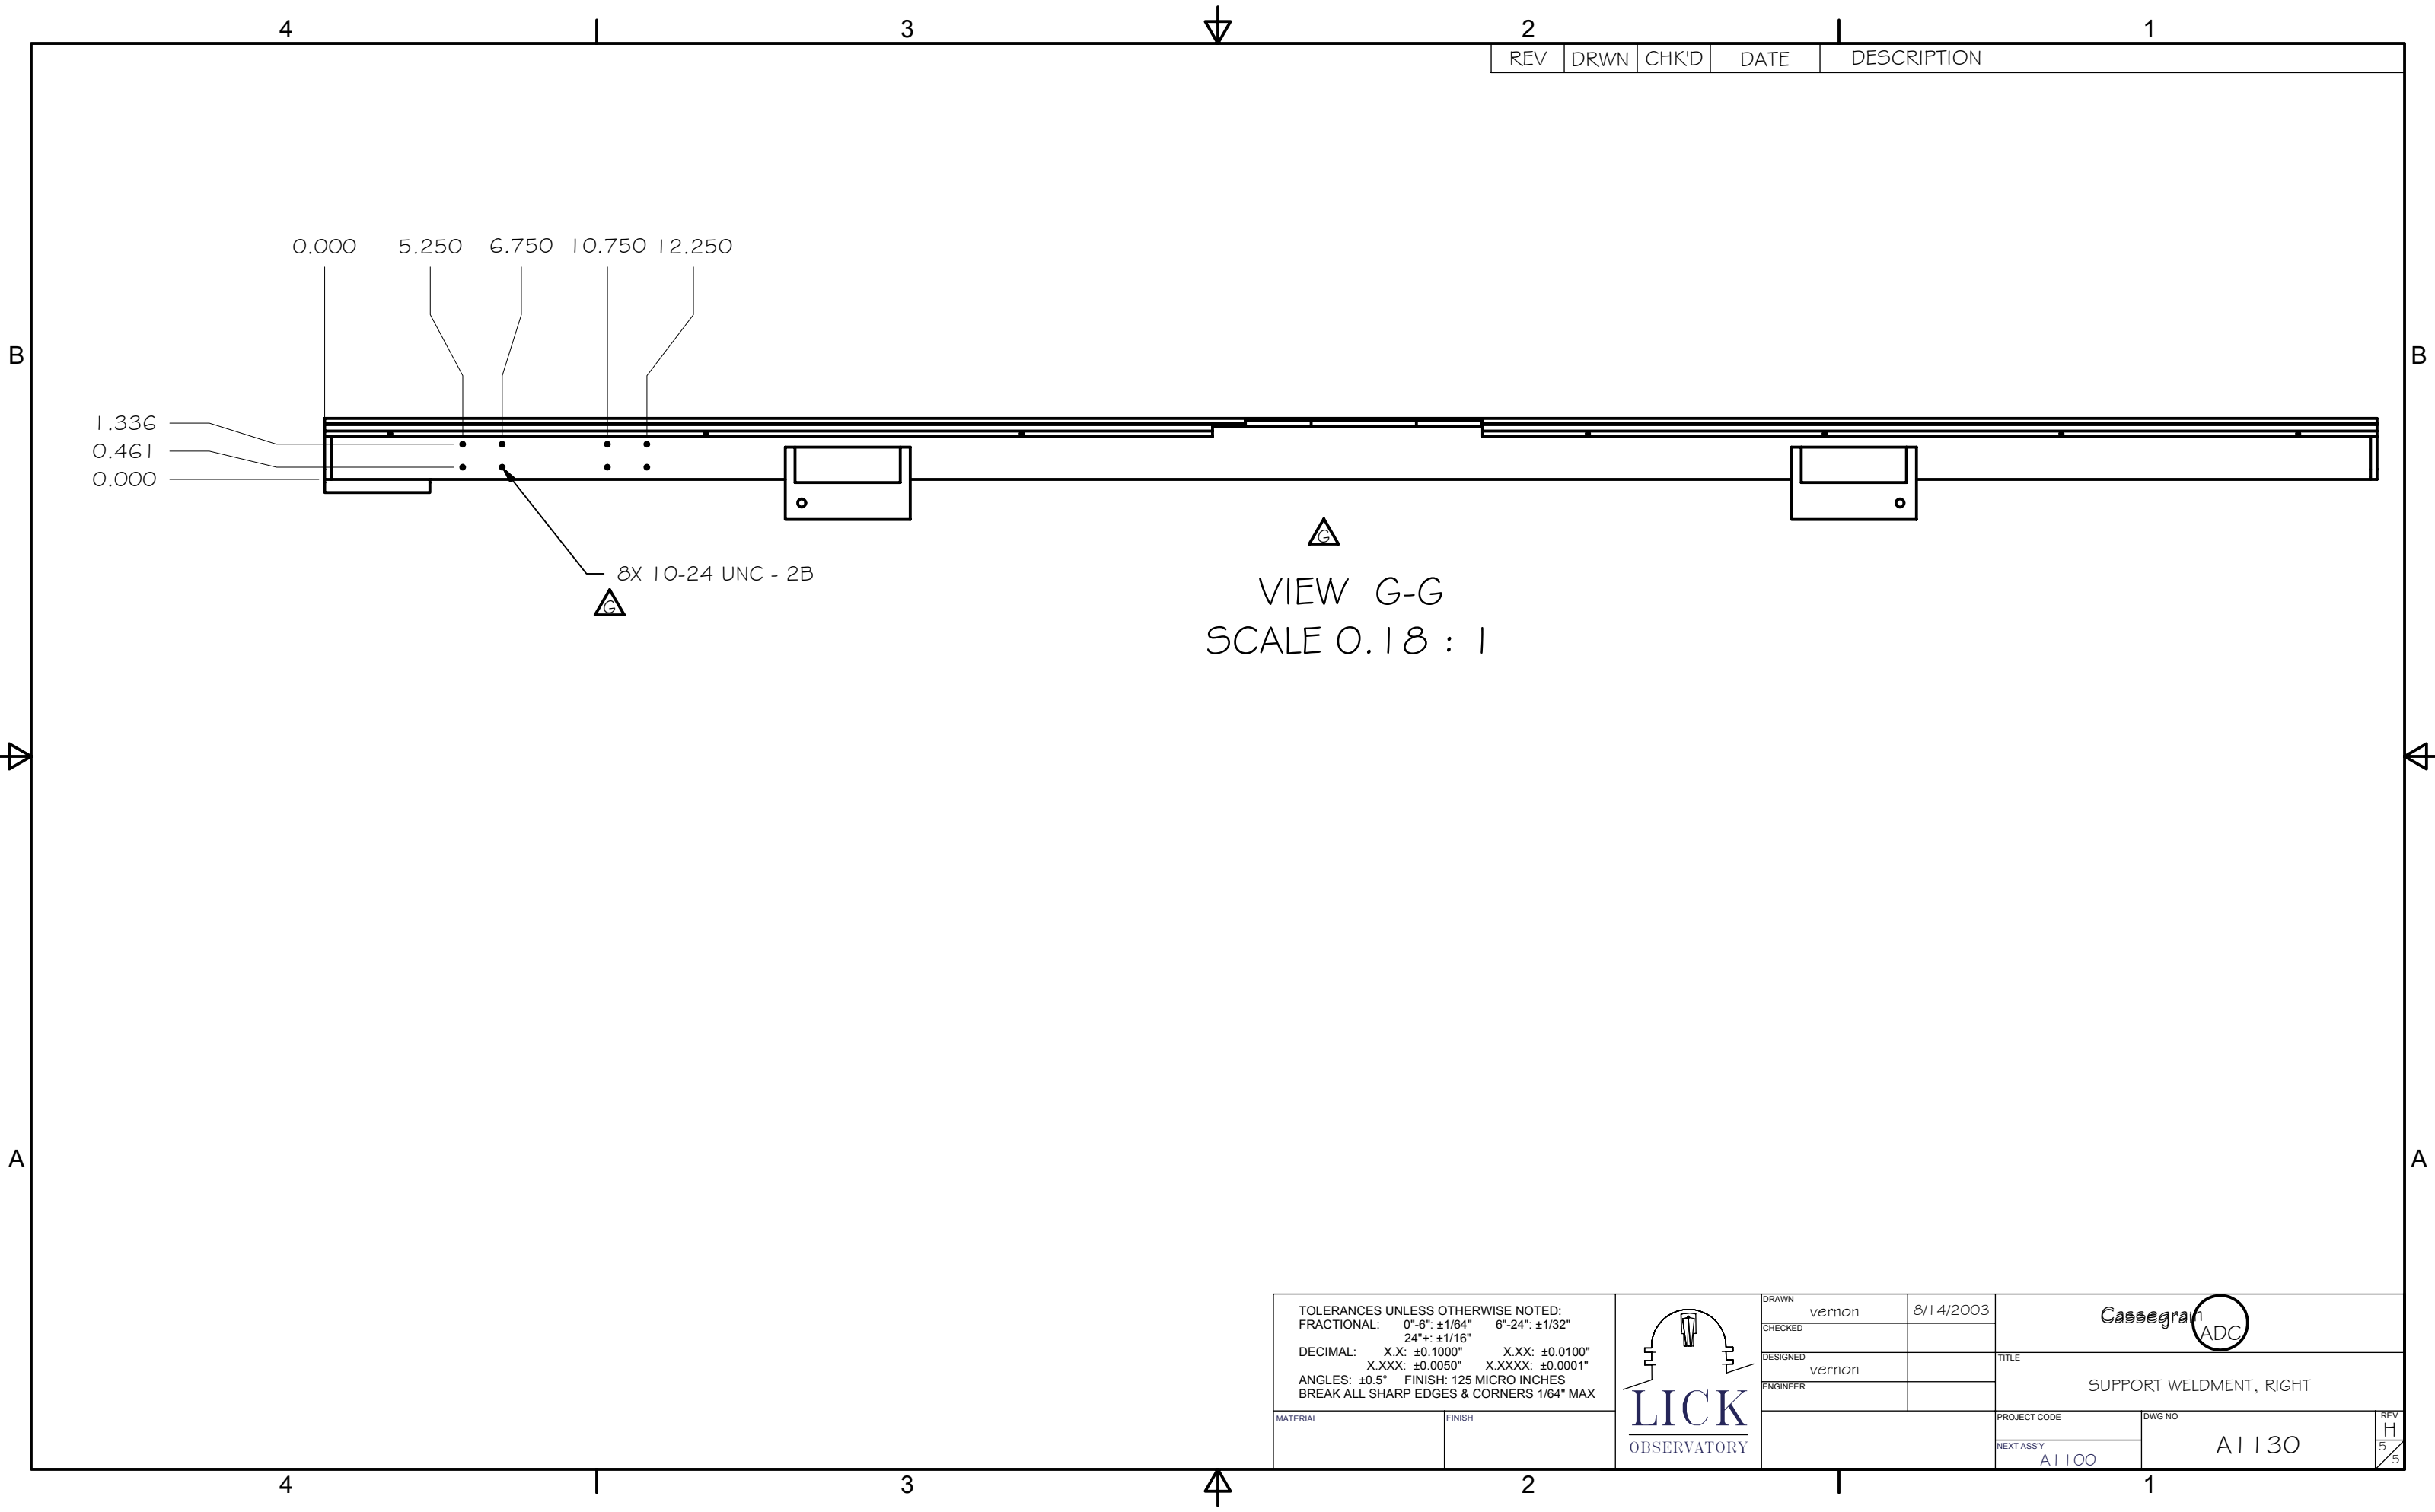 4 3 2 1
REV DRWN CHK'D DATE DESCRIPTION
0.000 5.250 6.750 10.750 12.250
B B
1.336
0.461
0.000
G
8X 10-24 UNC - 2B
G
VIEW G-G
SCALE 0.18 : 1
A A
TOLERANCES UNLESS OTHERWISE NOTED:
FRACTIONAL: 0"-6": ±1/64" 6"-24": ±1/32"
24"+: ±1/16"
DECIMAL: X.X: ±0.1000" X.XX: ±0.0100"
X.XXX: ±0.0050" X.XXXX: ±0.0001"
ANGLES: ±0.5° FINISH: 125 MICRO INCHES
BREAK ALL SHARP EDGES & CORNERS 1/64" MAX
MATERIAL FINISH
LICK
OBSERVATORY
DRAWN
vernon 8/14/2003
CHECKED
DESIGNED
vernon
ENGINEER
Cassegrain ADC
TITLE
SUPPORT WELDMENT, RIGHT
PROJECT CODE
NEXT ASS'Y
A1100
DWG NO
A1130
REV
H
5/5
4 3 2 1